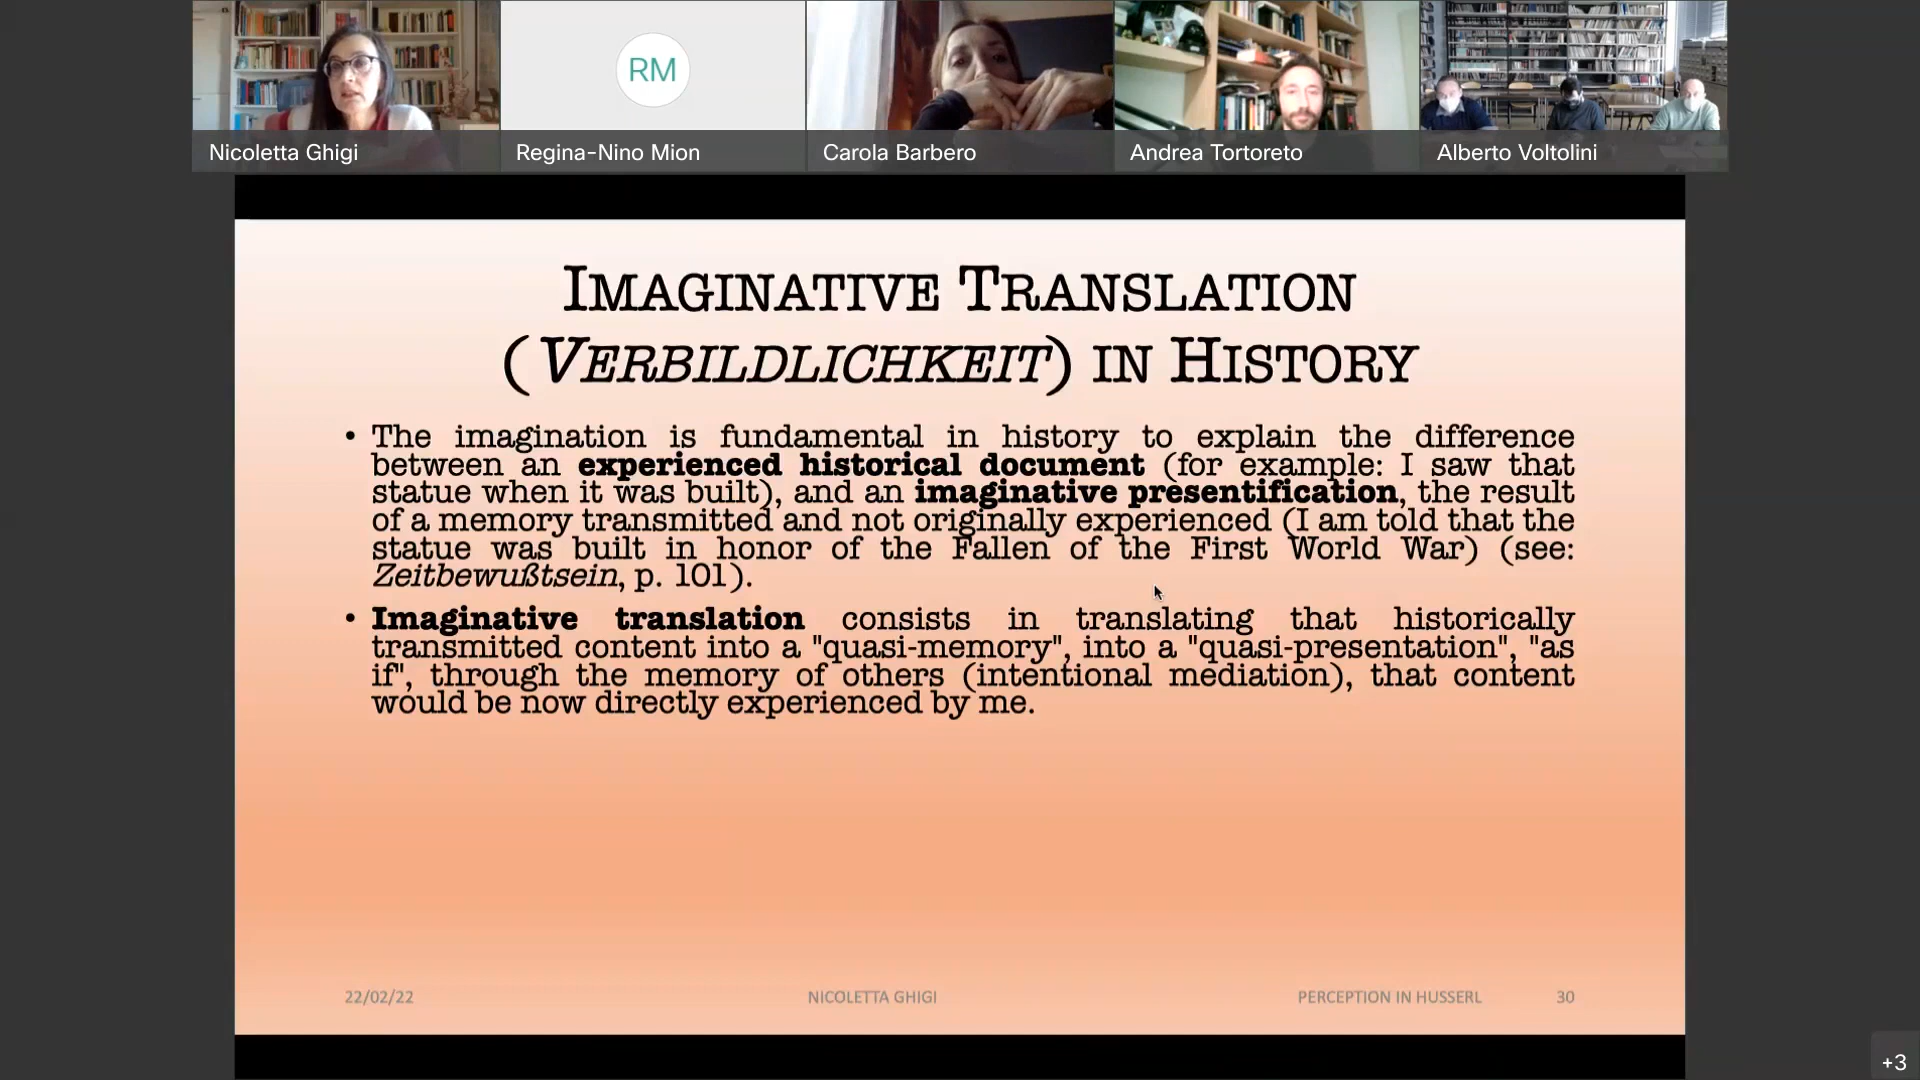 RM
Nicoletta Ghigi
Regina-Nino Mion
Carola Barbero
Andrea Tortoreto
Alberto Voltolini
IMAGINATIVE TRANSLATION
(VERBILDLICHKEIT) IN HISTORY
• The imagination is fundamental in history to explain the difference
between an experienced historical document (for example: I saw that
statue when it was built), and an imaginative presentification, the result
of a memory transmitted and not originally experienced (I am told that the
statue was built in honor of the Fallen of the First World War) (see:
Zeitbewußtsein, p. 101).
• Imaginative translation consists in translating that historically
transmitted content into a "quasi-memory", into a "quasi-presentation", "as
if", through the memory of others (intentional mediation), that content
would be now directly experienced by me.
22/02/22
NICOLETTA GHIGI
PERCEPTION IN HUSSERL
30
+3